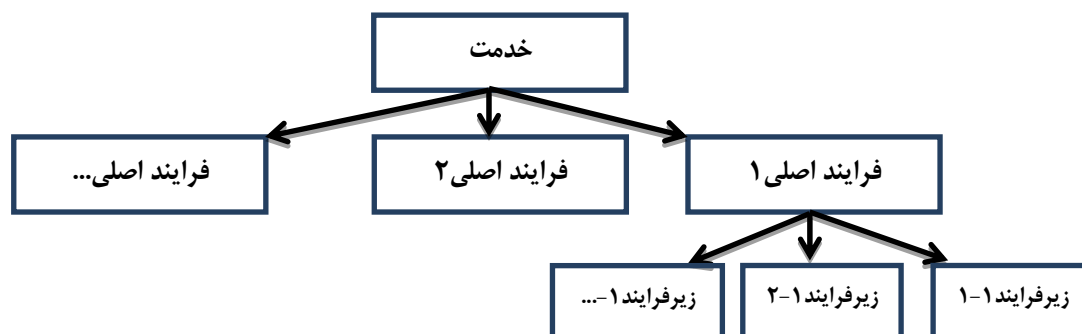 خدمت
فرایند اصلی۱
فرایند اصلی۲
فرایند اصلی...
زیرفرایند۱-۱
زیرفرایند۱-۲
زیرفرایند۱-...